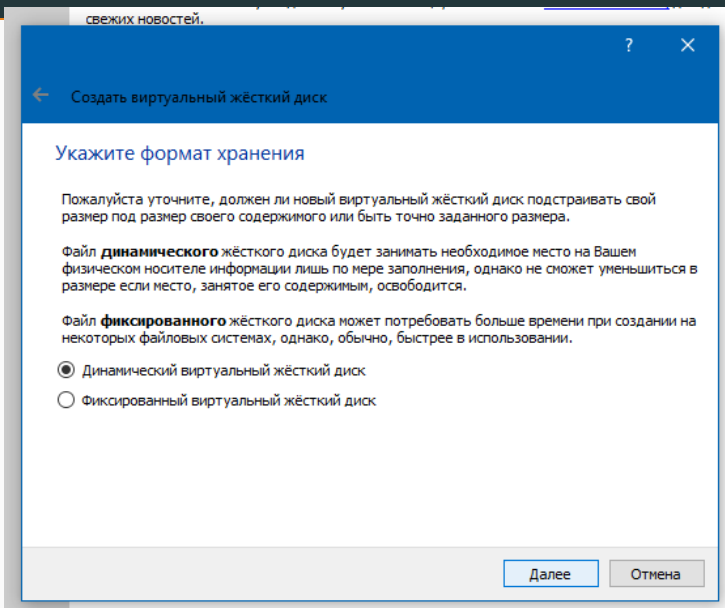 свежих новостей.
?
Создать виртуальный жёсткий диск
Укажите формат хранения
Пожалуйста уточните, должен ли новый виртуальный жёсткий диск подстраивать свой
размер под размер своего содержимого или быть точно заданного размера.
Файл динамического жёсткого диска будет занимать необходимое место на Вашем
физическом носителе информации лишь по мере заполнения, однако не сможет уменьшиться в
размере если место, занятое его содержимым, освободится.
Файл фиксированного жёсткого диска может потребовать больше времени при создании на
некоторых файловых системах, однако, обычно, быстрее в использовании.
Динамический виртуальный жёсткий диск
Фиксированный виртуальный жёсткий диск
Далее
Отмена